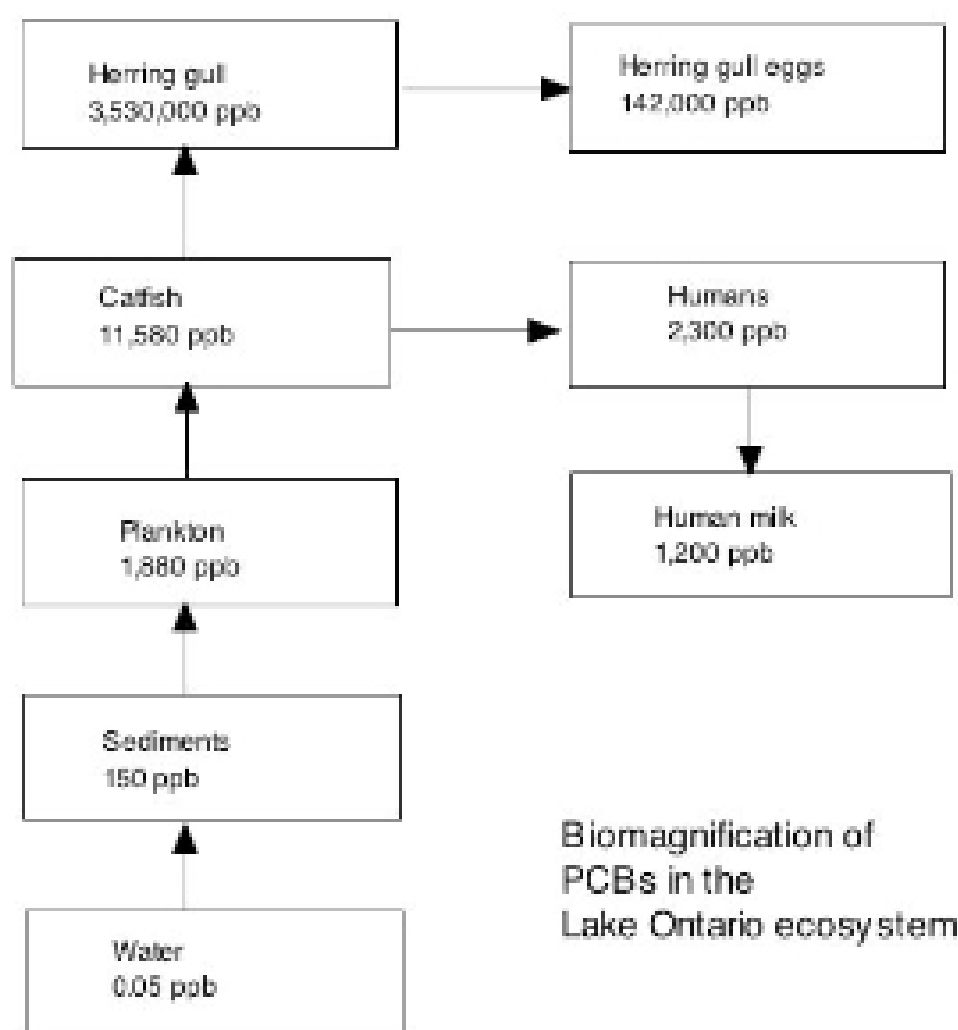 Herring gull
3,530,000 ppb
Herring gull eggs
142,000 ppb
Catfish
11,580 ppb
Humans
2,300 ppb
Plankton
1,880 ppb
Human milk
1,200 ppb
Sediments
150 ppb
Biomagnification of
PCBs in the
Lake Ontario ecosystem
Water
0.05 ppb